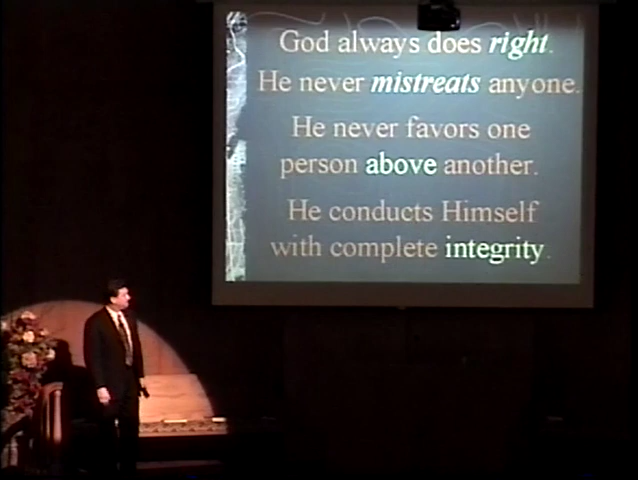 God always does right.
He never mistreats anyone.
He never favors one
person above another.
He conducts Himself
with complete integrity.